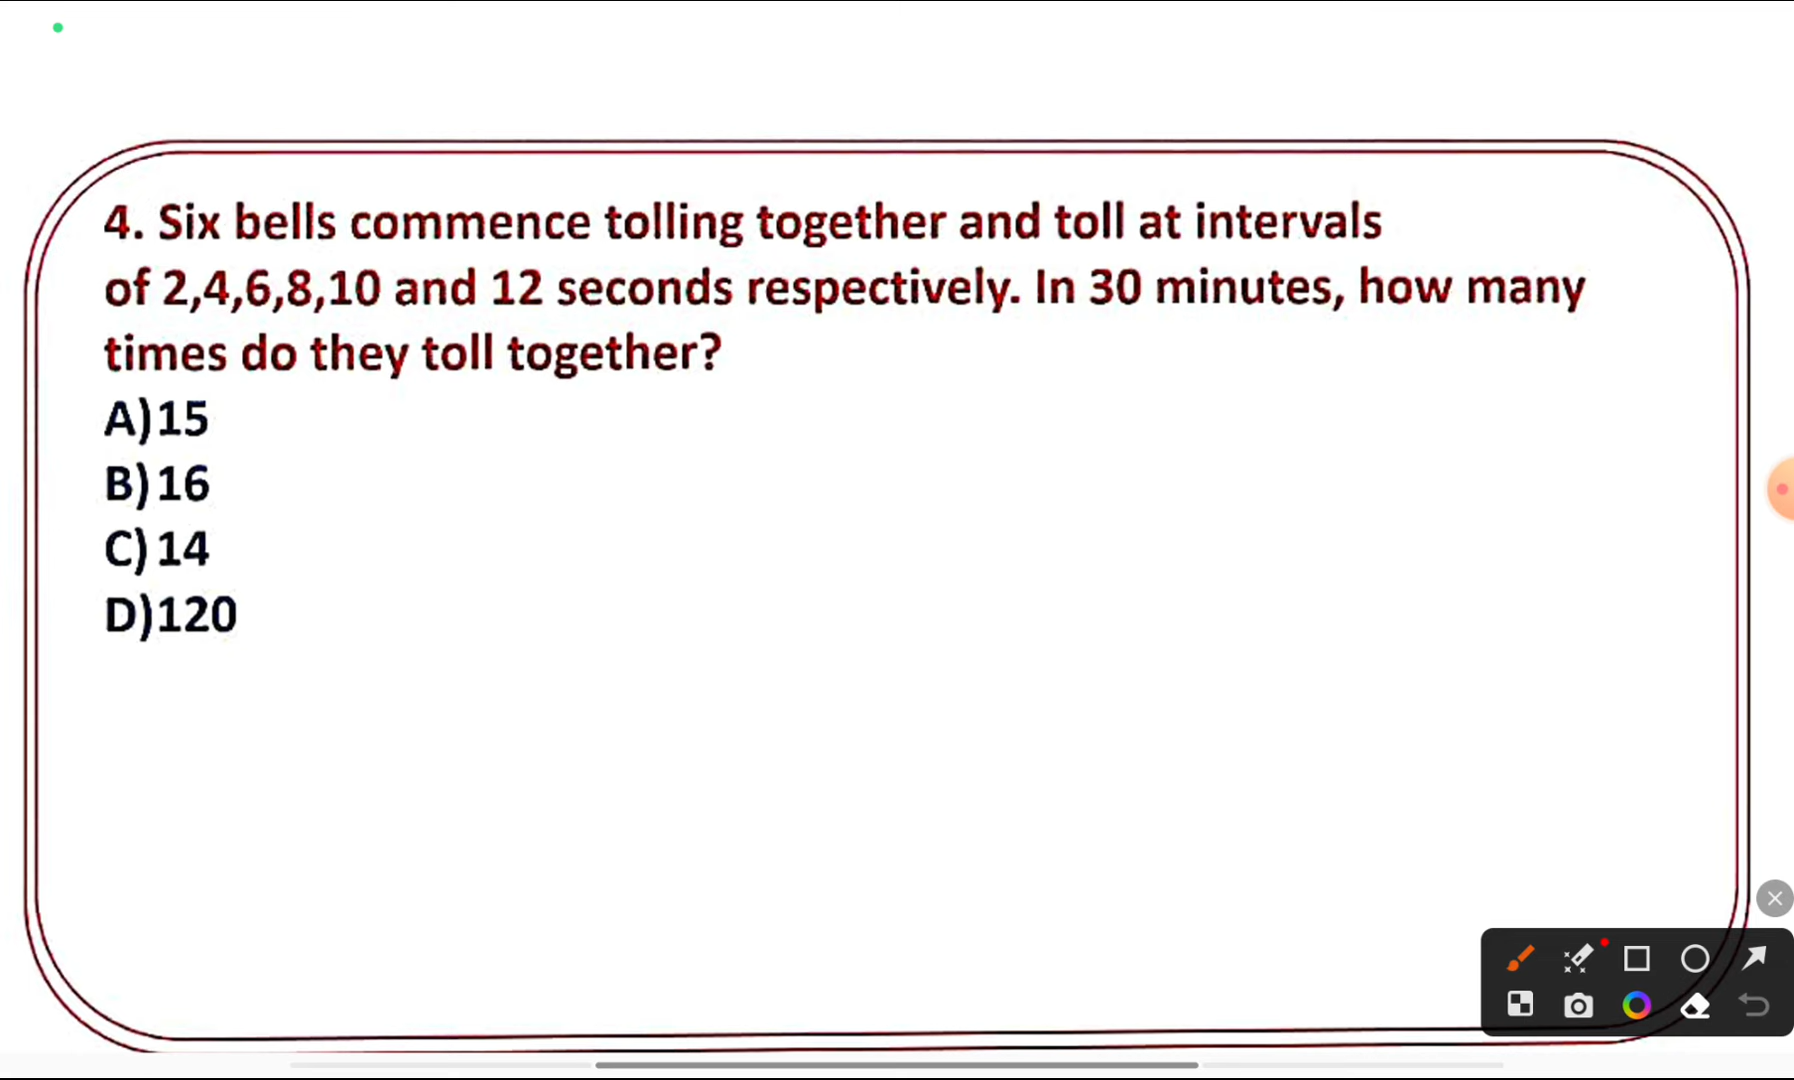 4. Six bells commence tolling together and toll at intervals
of 2,4,6,8,10 and 12 seconds respectively. In 30 minutes, how many
times do they toll together?
A)15
B)16
C)14
D)120